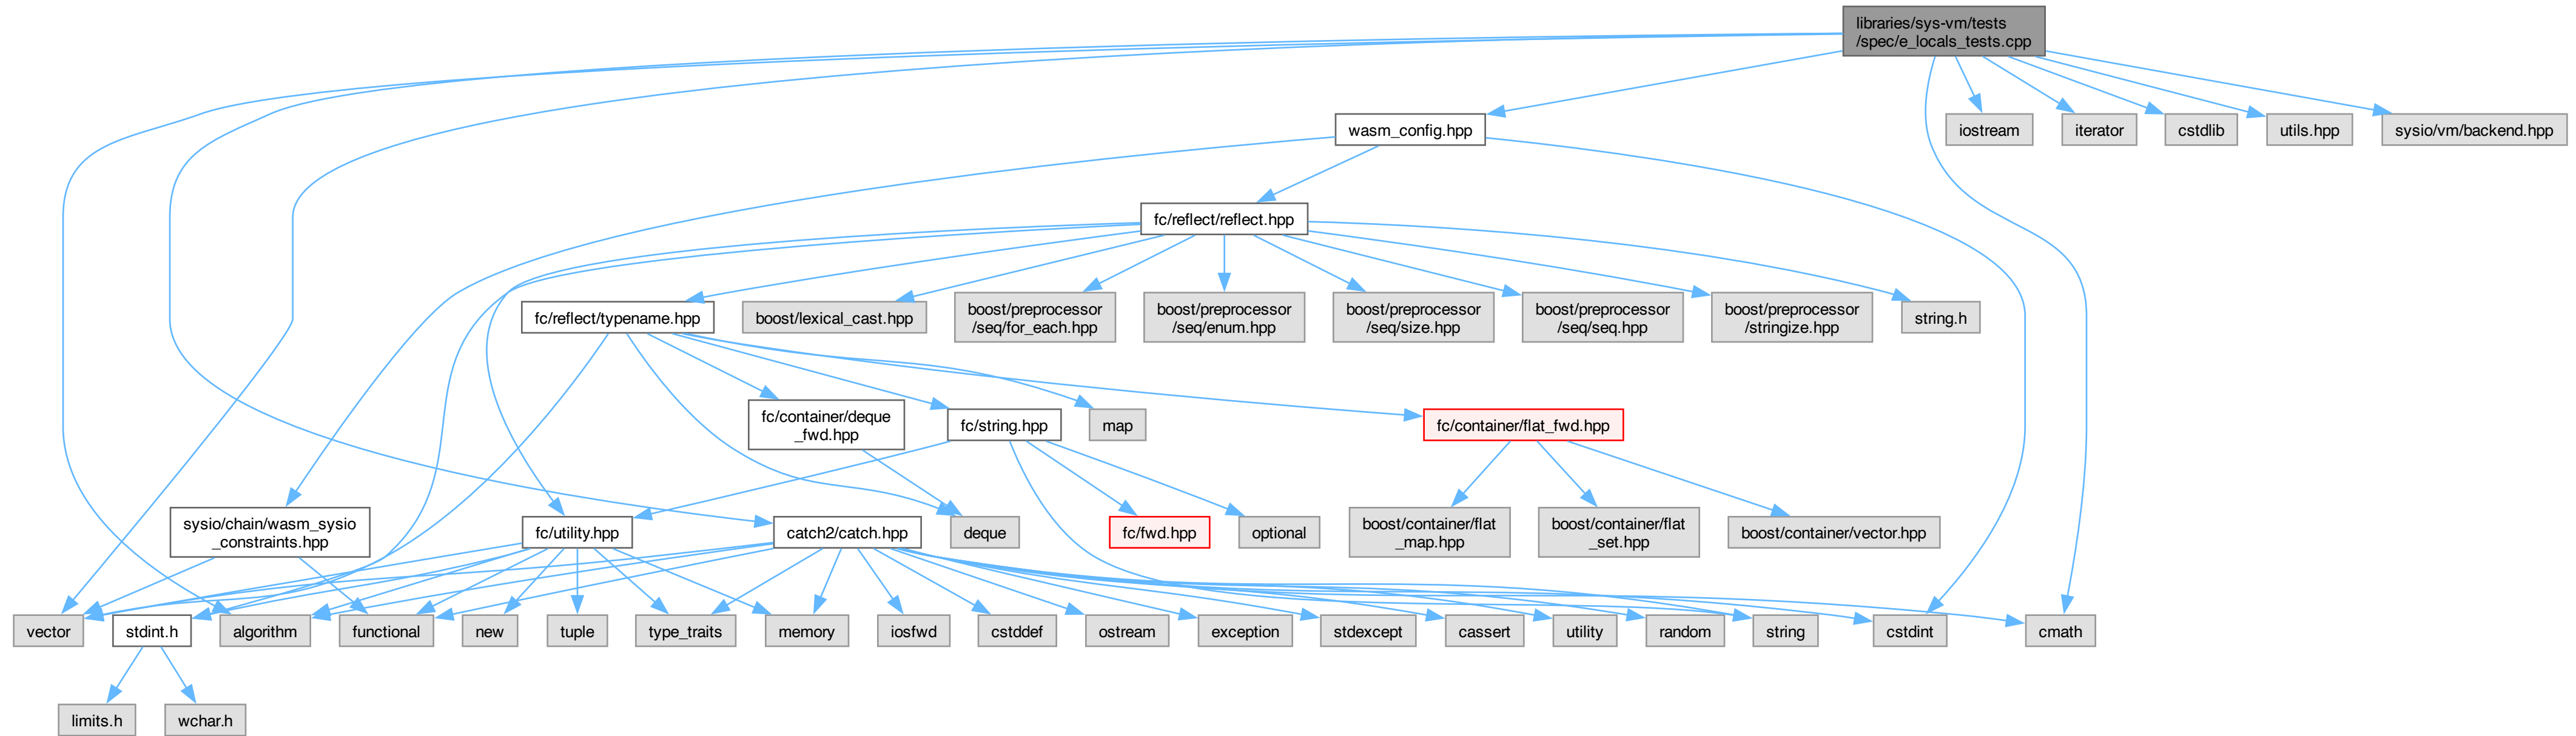 libraries/sys-vm/tests
/spec/e_locals_tests.cpp
wasm_config.hpp
iostream
iterator
cstdlib
utils.hpp
sysio/vm/backend.hpp
fc/reflect/reflect.hpp
fc/reflect/typename.hpp
boost/lexical_cast.hpp
boost/preprocessor
/seq/for_each.hpp
boost/preprocessor
/seq/enum.hpp
boost/preprocessor
/seq/size.hpp
boost/preprocessor
/seq/seq.hpp
boost/preprocessor
/stringize.hpp
string.h
fc/container/deque
_fwd.hpp
fc/string.hpp
map
fc/container/flat_fwd.hpp
sysio/chain/wasm_sysio
_constraints.hpp
fc/utility.hpp
catch2/catch.hpp
deque
fc/fwd.hpp
optional
boost/container/flat
_map.hpp
boost/container/flat
_set.hpp
boost/container/vector.hpp
vector
stdint.h
algorithm
functional
new
tuple
type_traits
memory
iosfwd
cstddef
ostream
exception
stdexcept
cassert
utility
random
string
cstdint
cmath
limits.h
wchar.h